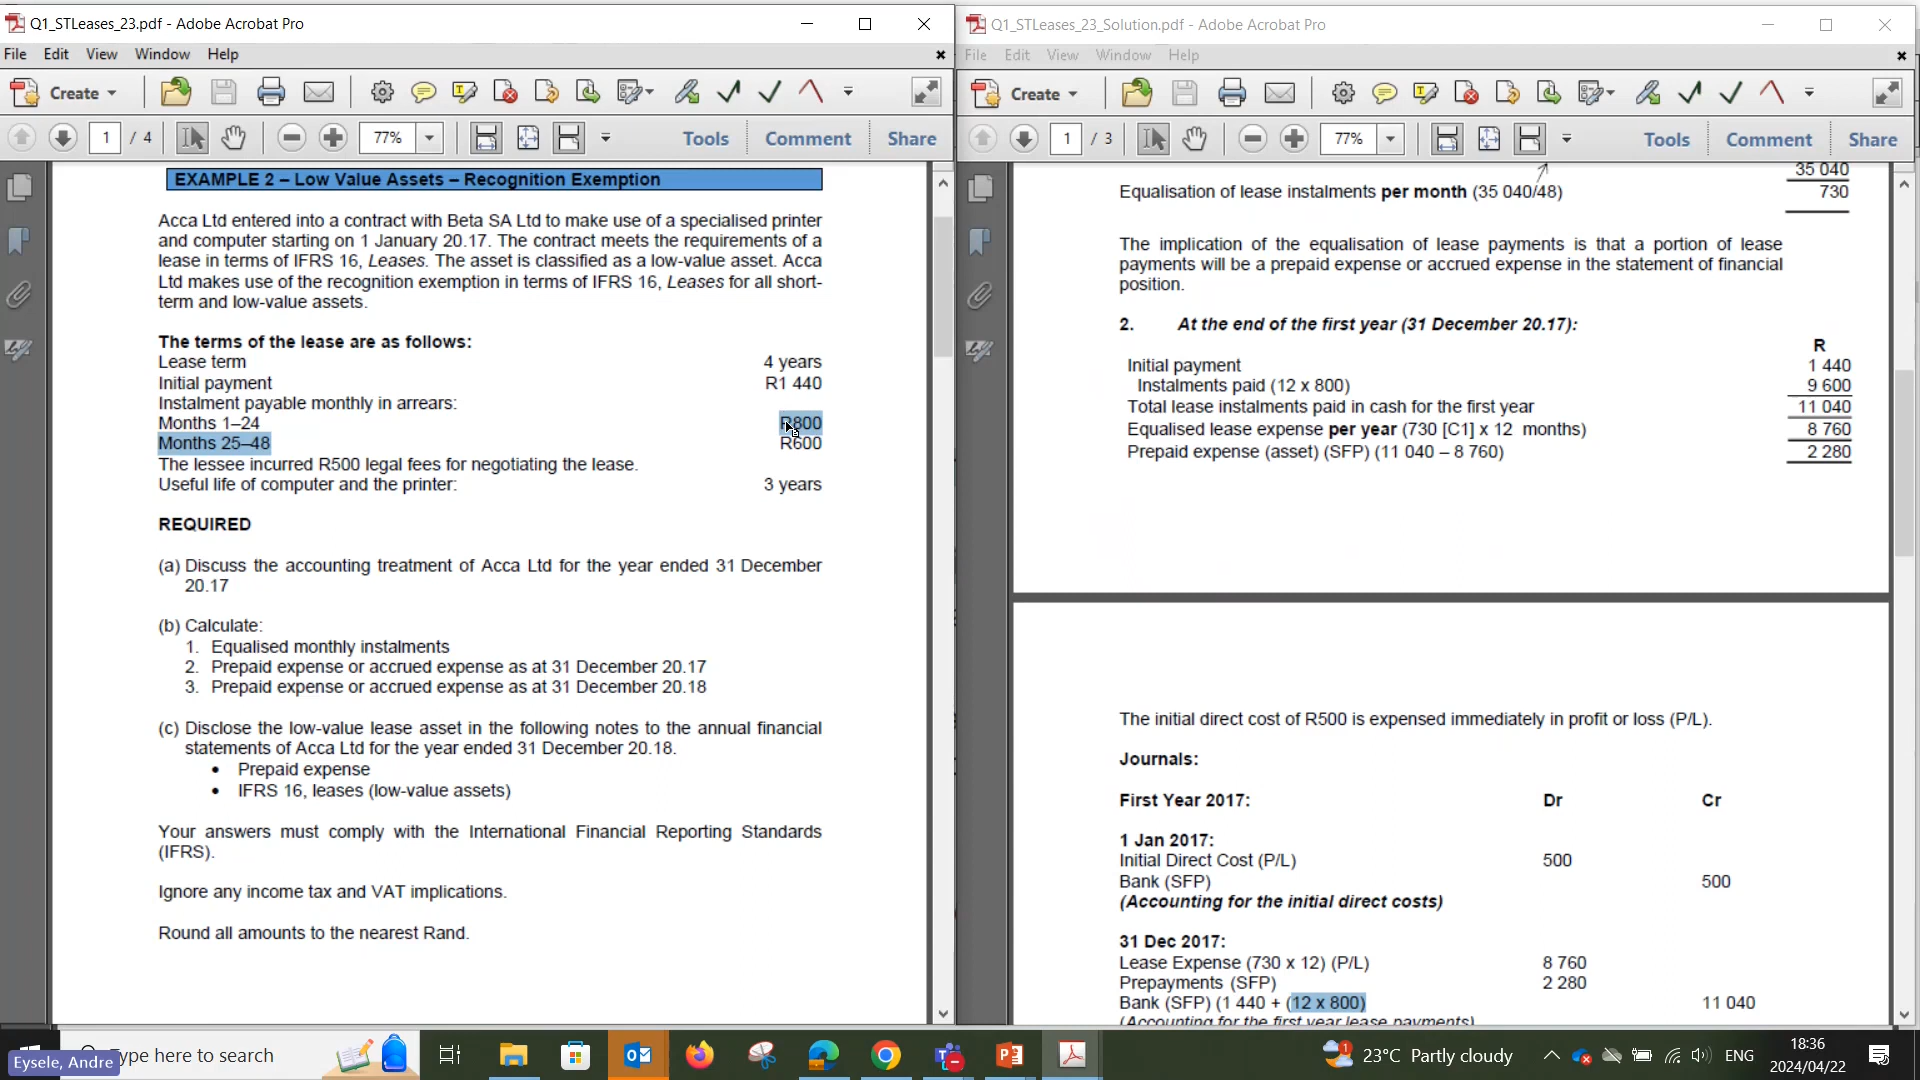 Q1_STLeases_23.pdf - Adobe Acrobat Pro
File Edit View Window Help
Create
1 / 4
77%
Tools Comment Share
EXAMPLE 2 – Low Value Assets – Recognition Exemption
Acca Ltd entered into a contract with Beta SA Ltd to make use of a specialised printer
and computer starting on 1 January 20.17. The contract meets the requirements of a
lease in terms of IFRS 16, Leases. The asset is classified as a low-value asset. Acca
Ltd makes use of the recognition exemption in terms of IFRS 16, Leases for all short-
term and low-value assets.
The terms of the lease are as follows:
Lease term 4 years
Initial payment R1 440
Instalment payable monthly in arrears:
Months 1–24 R800
Months 25–48 R600
The lessee incurred R500 legal fees for negotiating the lease.
Useful life of computer and the printer: 3 years
REQUIRED
(a) Discuss the accounting treatment of Acca Ltd for the year ended 31 December
20.17
(b) Calculate:
1. Equalised monthly instalments
2. Prepaid expense or accrued expense as at 31 December 20.17
3. Prepaid expense or accrued expense as at 31 December 20.18
(c) Disclose the low-value lease asset in the following notes to the annual financial
statements of Acca Ltd for the year ended 31 December 20.18.
• Prepaid expense
• IFRS 16, leases (low-value assets)
Your answers must comply with the International Financial Reporting Standards
(IFRS).
Ignore any income tax and VAT implications.
Round all amounts to the nearest Rand.
Q1_STLeases_23_Solution.pdf - Adobe Acrobat Pro
File Edit View Window Help
Create
1 / 3
77%
Tools Comment Share
35 040
Equalisation of lease instalments per month (35 040/48) 730
The implication of the equalisation of lease payments is that a portion of lease
payments will be a prepaid expense or accrued expense in the statement of financial
position.
2. At the end of the first year (31 December 20.17):
R
Initial payment 1 440
Instalments paid (12 x 800) 9 600
Total lease instalments paid in cash for the first year 11 040
Equalised lease expense per year (730 [C1] x 12 months) 8 760
Prepaid expense (asset) (SFP) (11 040 – 8 760) 2 280
The initial direct cost of R500 is expensed immediately in profit or loss (P/L).
Journals:
First Year 2017: Dr Cr
1 Jan 2017:
Initial Direct Cost (P/L) 500
Bank (SFP) 500
(Accounting for the initial direct costs)
31 Dec 2017:
Lease Expense (730 x 12) (P/L) 8 760
Prepayments (SFP) 2 280
Bank (SFP) (1 440 + (12 x 800) 11 040
(Accounting for the first year lease payments)
Eysele, Andre
Type here to search
23°C Partly cloudy
ENG
18:36
2024/04/22